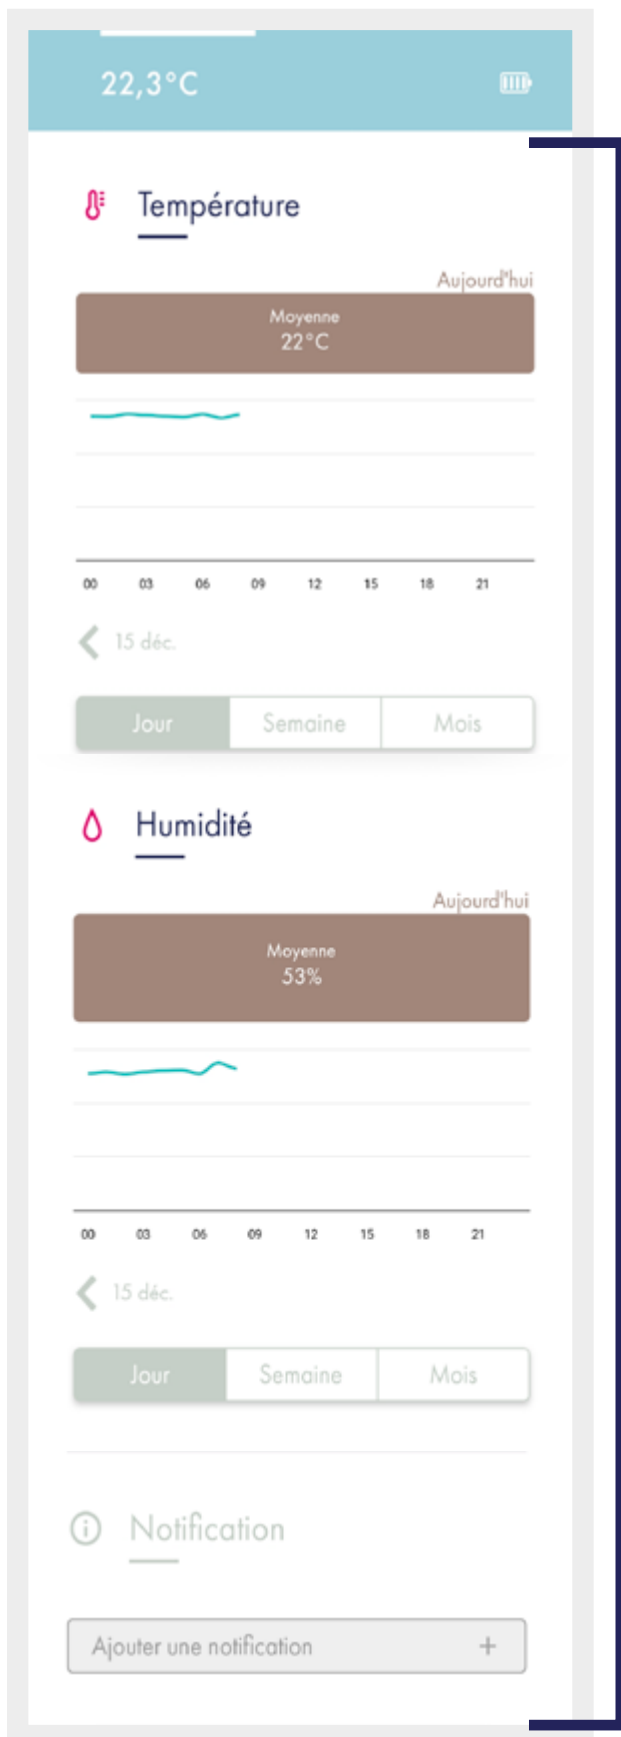 22,3°C
Température
Aujourd'hui
Moyenne
22°C
00 03 06 09 12 15 18 21
15 déc.
Jour Semaine Mois
Humidité
Aujourd'hui
Moyenne
53%
00 03 06 09 12 15 18 21
15 déc.
Jour Semaine Mois
Notification
Ajouter une notification +